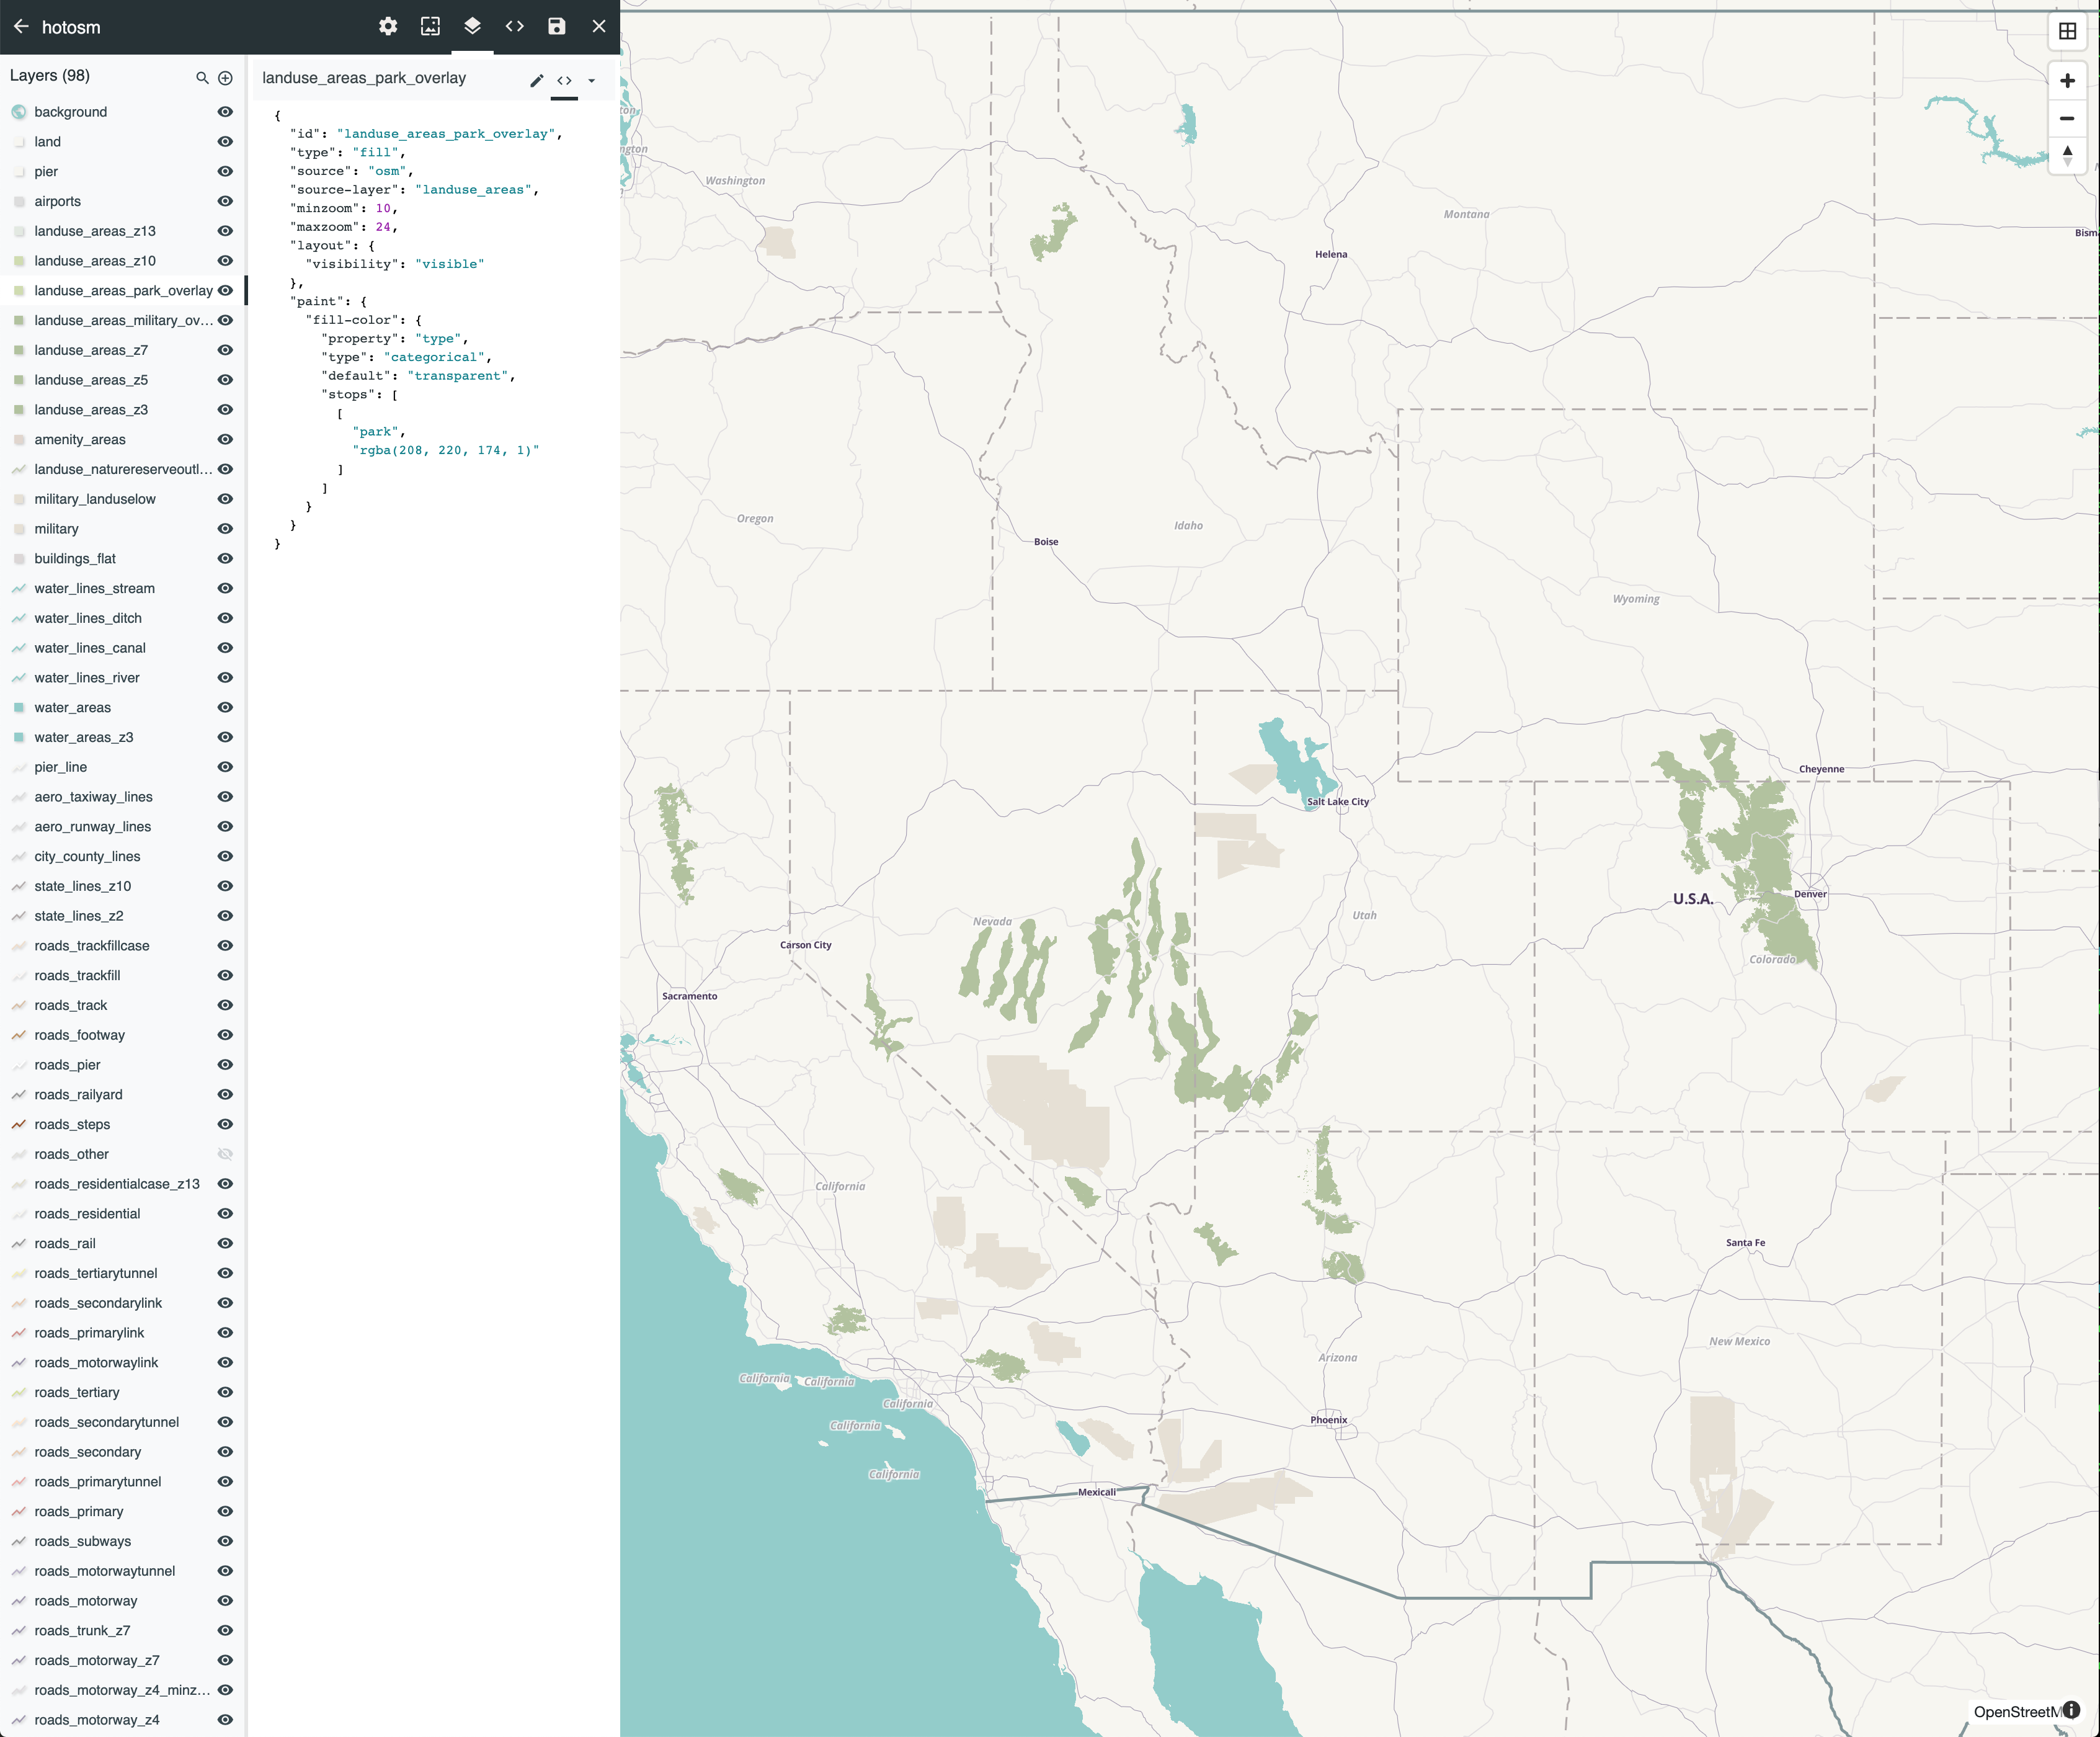 hotosm
Layers (98)
background
land
pier
airports
landuse_areas_z13
landuse_areas_z10
landuse_areas_park_overlay
landuse_areas_military_ov...
landuse_areas_z7
landuse_areas_z5
landuse_areas_z3
amenity_areas
landuse_naturereserveoutl...
military_landuselow
military
buildings_flat
water_lines_stream
water_lines_ditch
water_lines_canal
water_lines_river
water_areas
water_areas_z3
pier_line
aero_taxiway_lines
aero_runway_lines
city_county_lines
state_lines_z10
state_lines_z2
roads_trackfillcase
roads_trackfill
roads_track
roads_footway
roads_pier
roads_railyard
roads_steps
roads_other
roads_residentialcase_z13
roads_residential
roads_rail
roads_tertiarytunnel
roads_secondarylink
roads_primarylink
roads_motorwaylink
roads_tertiary
roads_secondarytunnel
roads_secondary
roads_primarytunnel
roads_primary
roads_subways
roads_motorwaytunnel
roads_motorway
roads_trunk_z7
roads_motorway_z7
roads_motorway_z4_minz...
roads_motorway_z4
landuse_areas_park_overlay
{
"id": "landuse_areas_park_overlay",
"type": "fill",
"source": "osm",
"source-layer": "landuse_areas",
"minzoom": 10,
"maxzoom": 24,
"layout": {
"visibility": "visible"
},
"paint": {
"fill-color": {
"property": "type",
"type": "categorical",
"default": "transparent",
"stops": [
[
"park",
"rgba(208, 220, 174, 1)"
]
]
}
}
}
ton
ngton
Washington
Montana
Helena
Bism
Oregon
Idaho
Boise
Wyoming
Cheyenne
Salt Lake City
Denver
U.S.A.
Utah
Nevada
Carson City
Colorado
Sacramento
California
Santa Fe
New Mexico
Arizona
California
California
California
California
Phoenix
California
Mexicali
OpenStreetM